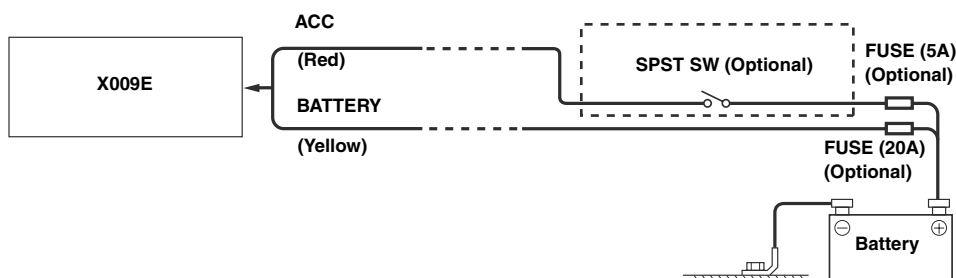 ACC
(Red)
X009E
BATTERY
(Yellow)
SPST SW (Optional)
FUSE (5A)
(Optional)
FUSE (20A)
(Optional)
Battery